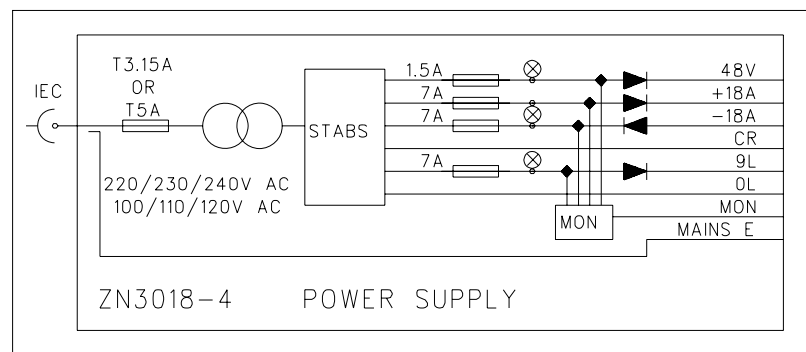 T3.15A
OR
T5A
IEC
220/230/240V AC
100/110/120V AC
STABS
1.5A
7A
7A
7A
48V
+18A
-18A
CR
9L
0L
MON
MAINS E
MON
ZN3018-4 POWER SUPPLY